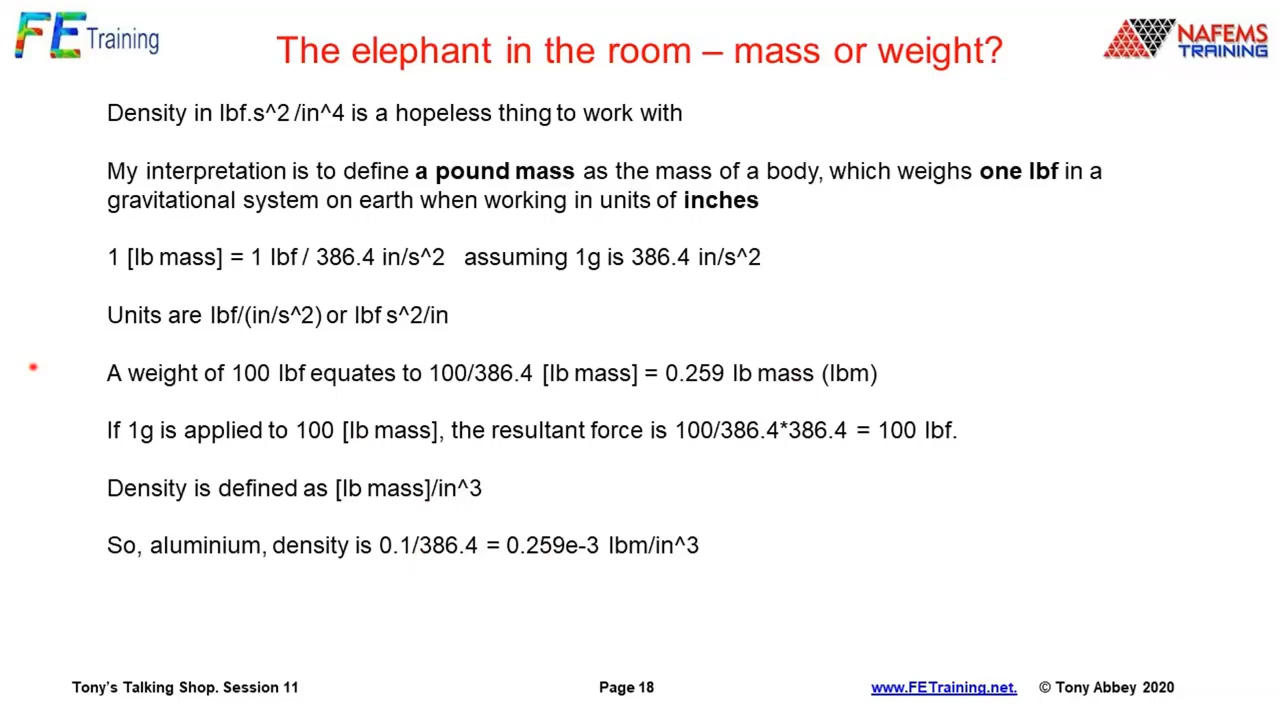 FE Training
The elephant in the room – mass or weight?
NAFEMS
TRAINING
Density in lbf.s^2 /in^4 is a hopeless thing to work with
My interpretation is to define a pound mass as the mass of a body, which weighs one lbf in a
gravitational system on earth when working in units of inches
1 [lb mass] = 1 lbf / 386.4 in/s^2 assuming 1g is 386.4 in/s^2
Units are lbf/(in/s^2) or lbf s^2/in
A weight of 100 lbf equates to 100/386.4 [lb mass] = 0.259 lb mass (lbm)
If 1g is applied to 100 [lb mass], the resultant force is 100/386.4*386.4 = 100 lbf.
Density is defined as [lb mass]/in^3
So, aluminium, density is 0.1/386.4 = 0.259e-3 lbm/in^3
Tony's Talking Shop. Session 11 Page 18 www.FETraining.net. © Tony Abbey 2020